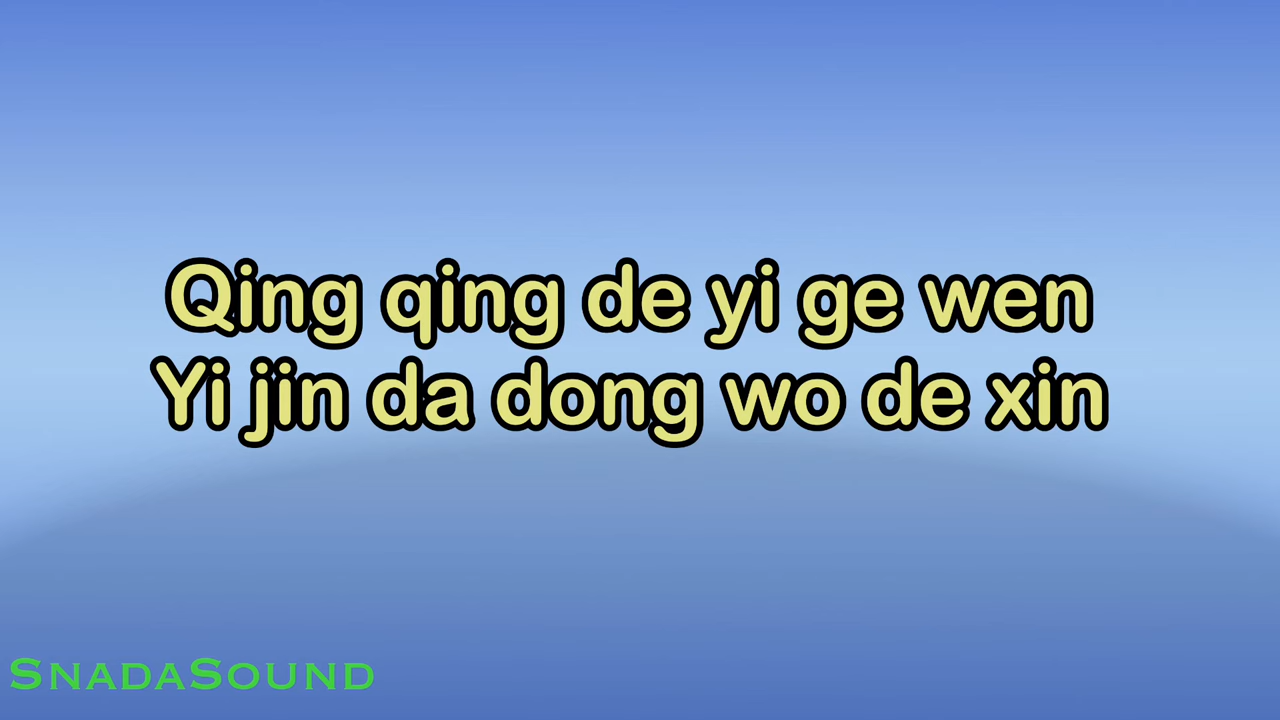 Qing qing de yi ge wen
Yi jin da dong wo de xin
SnadaSound